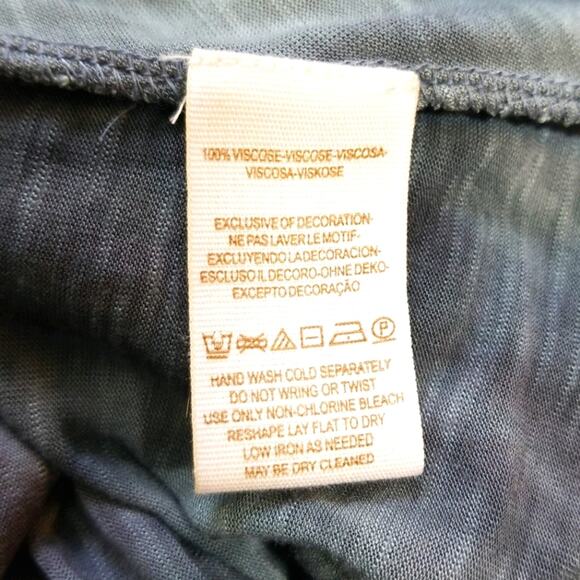 100% VISCOSE-VISCOSE-VISCOSA-
VISCOSA-VISKOSE
EXCLUSIVE OF DECORATION-
NE PAS LAVER LE MOTIF-
EXCLUYENDO LA DECORACION-
ESCLUSO IL DECORO-OHNE DEKO-
EXCEPTO DECORAÇÃO
P
HAND WASH COLD SEPARATELY
DO NOT WRING OR TWIST
USE ONLY NON-CHLORINE BLEACH
RESHAPE LAY FLAT TO DRY
LOW IRON AS NEEDED
MAY BE DRY CLEANED